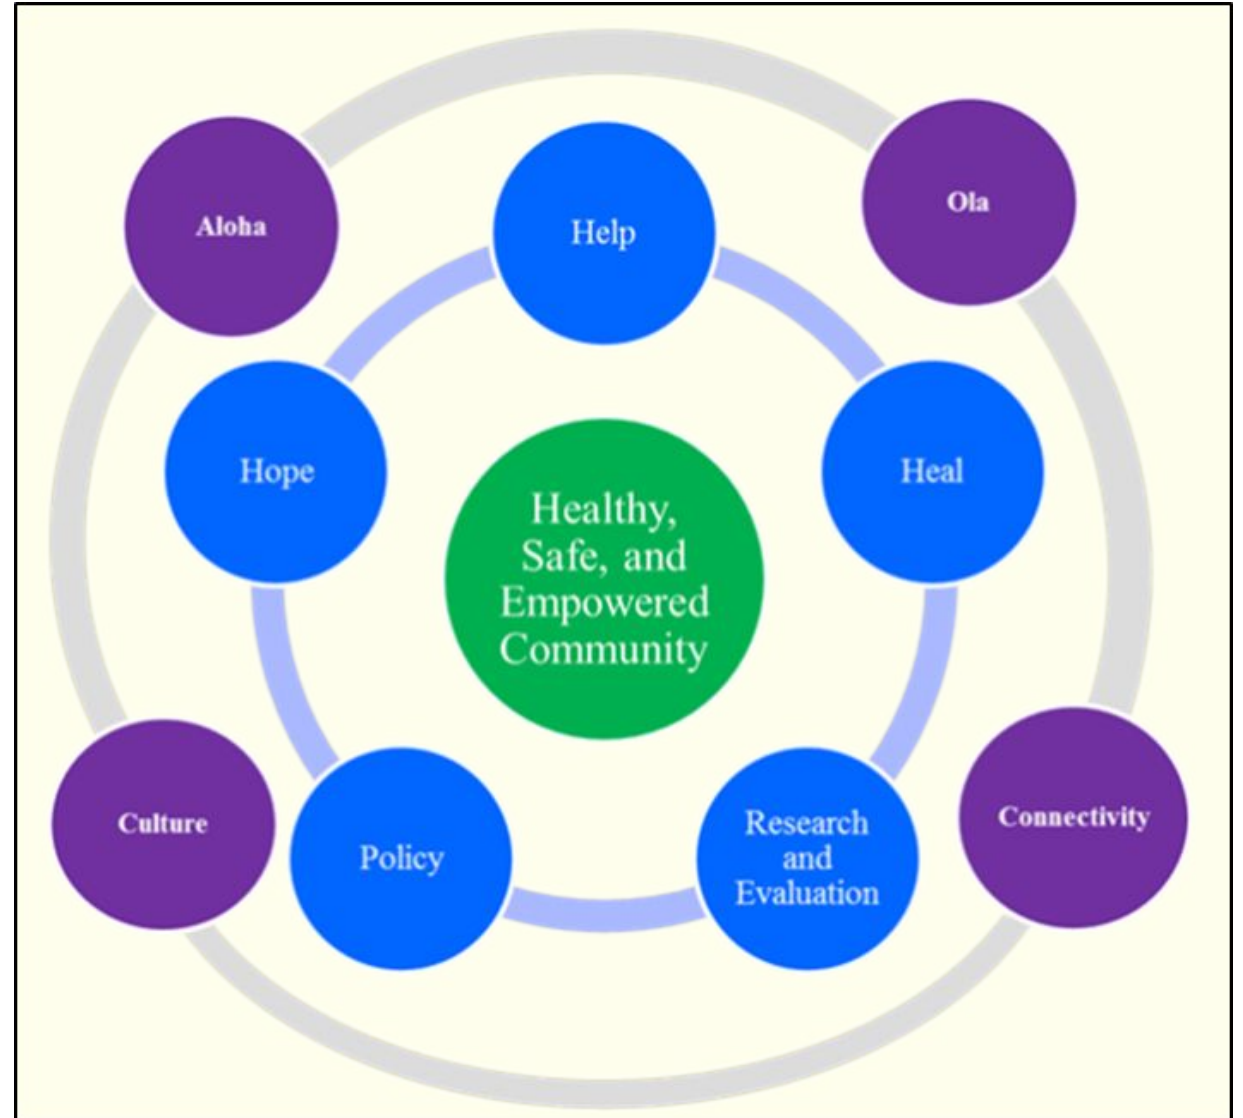 Aloha
Ola
Help
Hope
Heal
Healthy,
Safe, and
Empowered
Community
Culture
Connectivity
Policy
Research
and
Evaluation